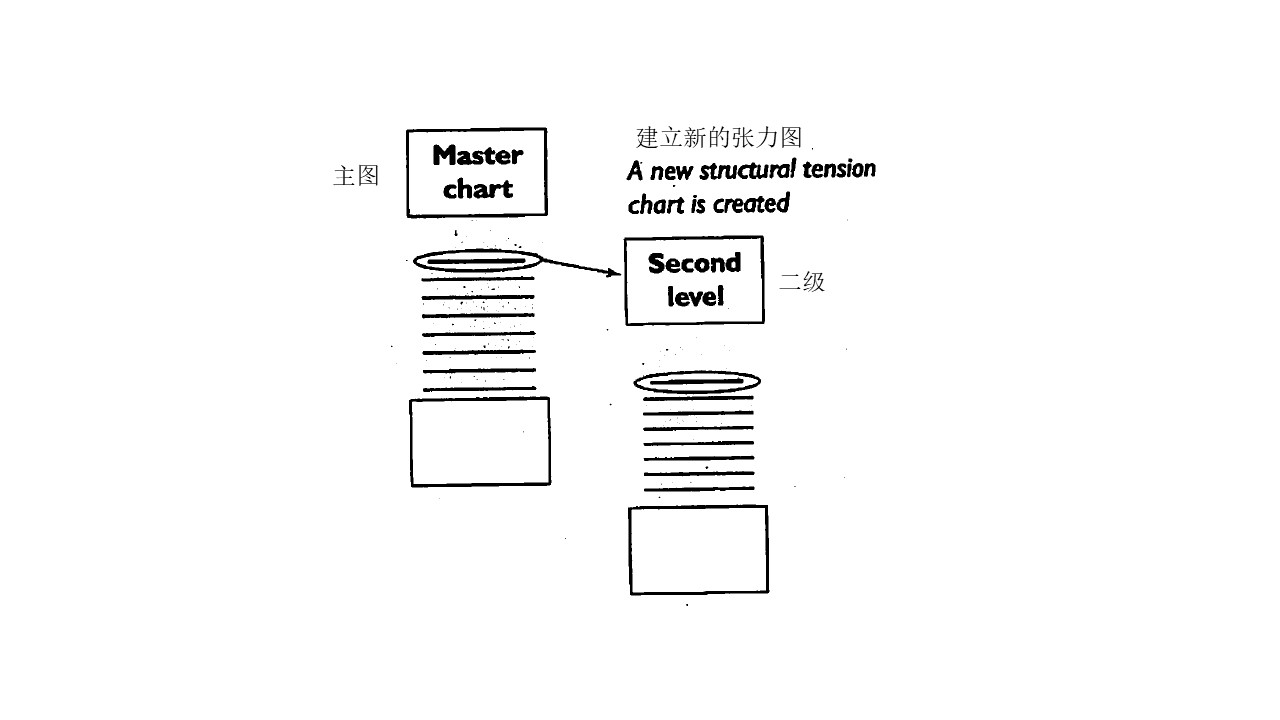 主图
Master
chart
建立新的张力图
A new structural tension
chart is created
Second
level
二级